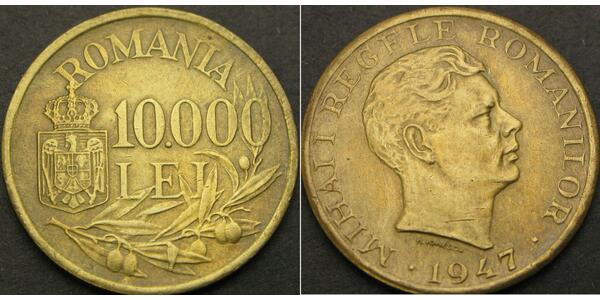 ROMANIA
10.000
LEI
MIHAI I REGELE ROMANILOR
· 1947 ·